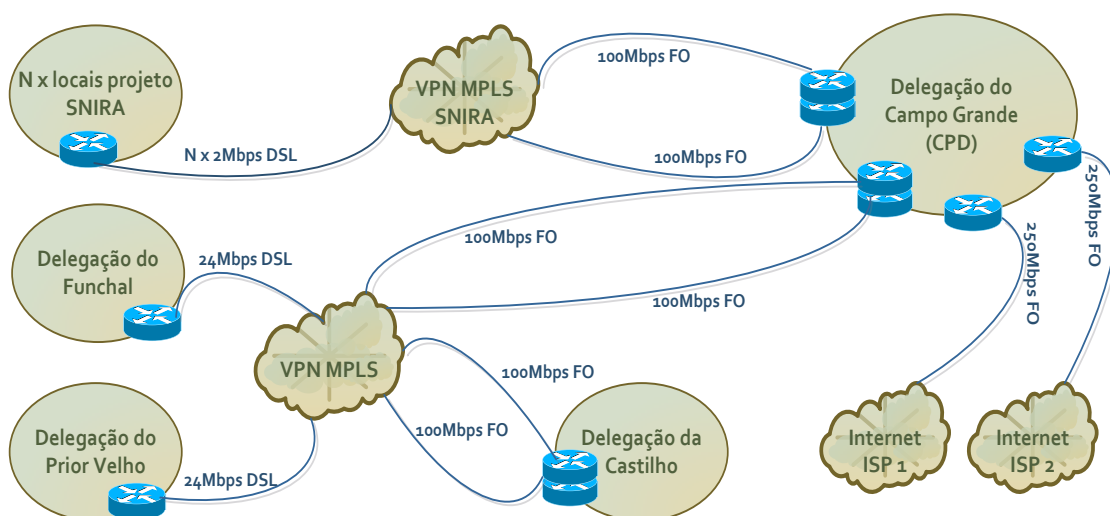 N x locais projeto
SNIRA
N x 2Mbps DSL
VPN MPLS
SNIRA
100Mbps FO
100Mbps FO
Delegação do
Campo Grande
(CPD)
250Mbps FO
250Mbps FO
Delegação do
Funchal
24Mbps DSL
100Mbps FO
100Mbps FO
VPN MPLS
100Mbps FO
100Mbps FO
Delegação do
Prior Velho
24Mbps DSL
Delegação da
Castilho
Internet
ISP 1
Internet
ISP 2